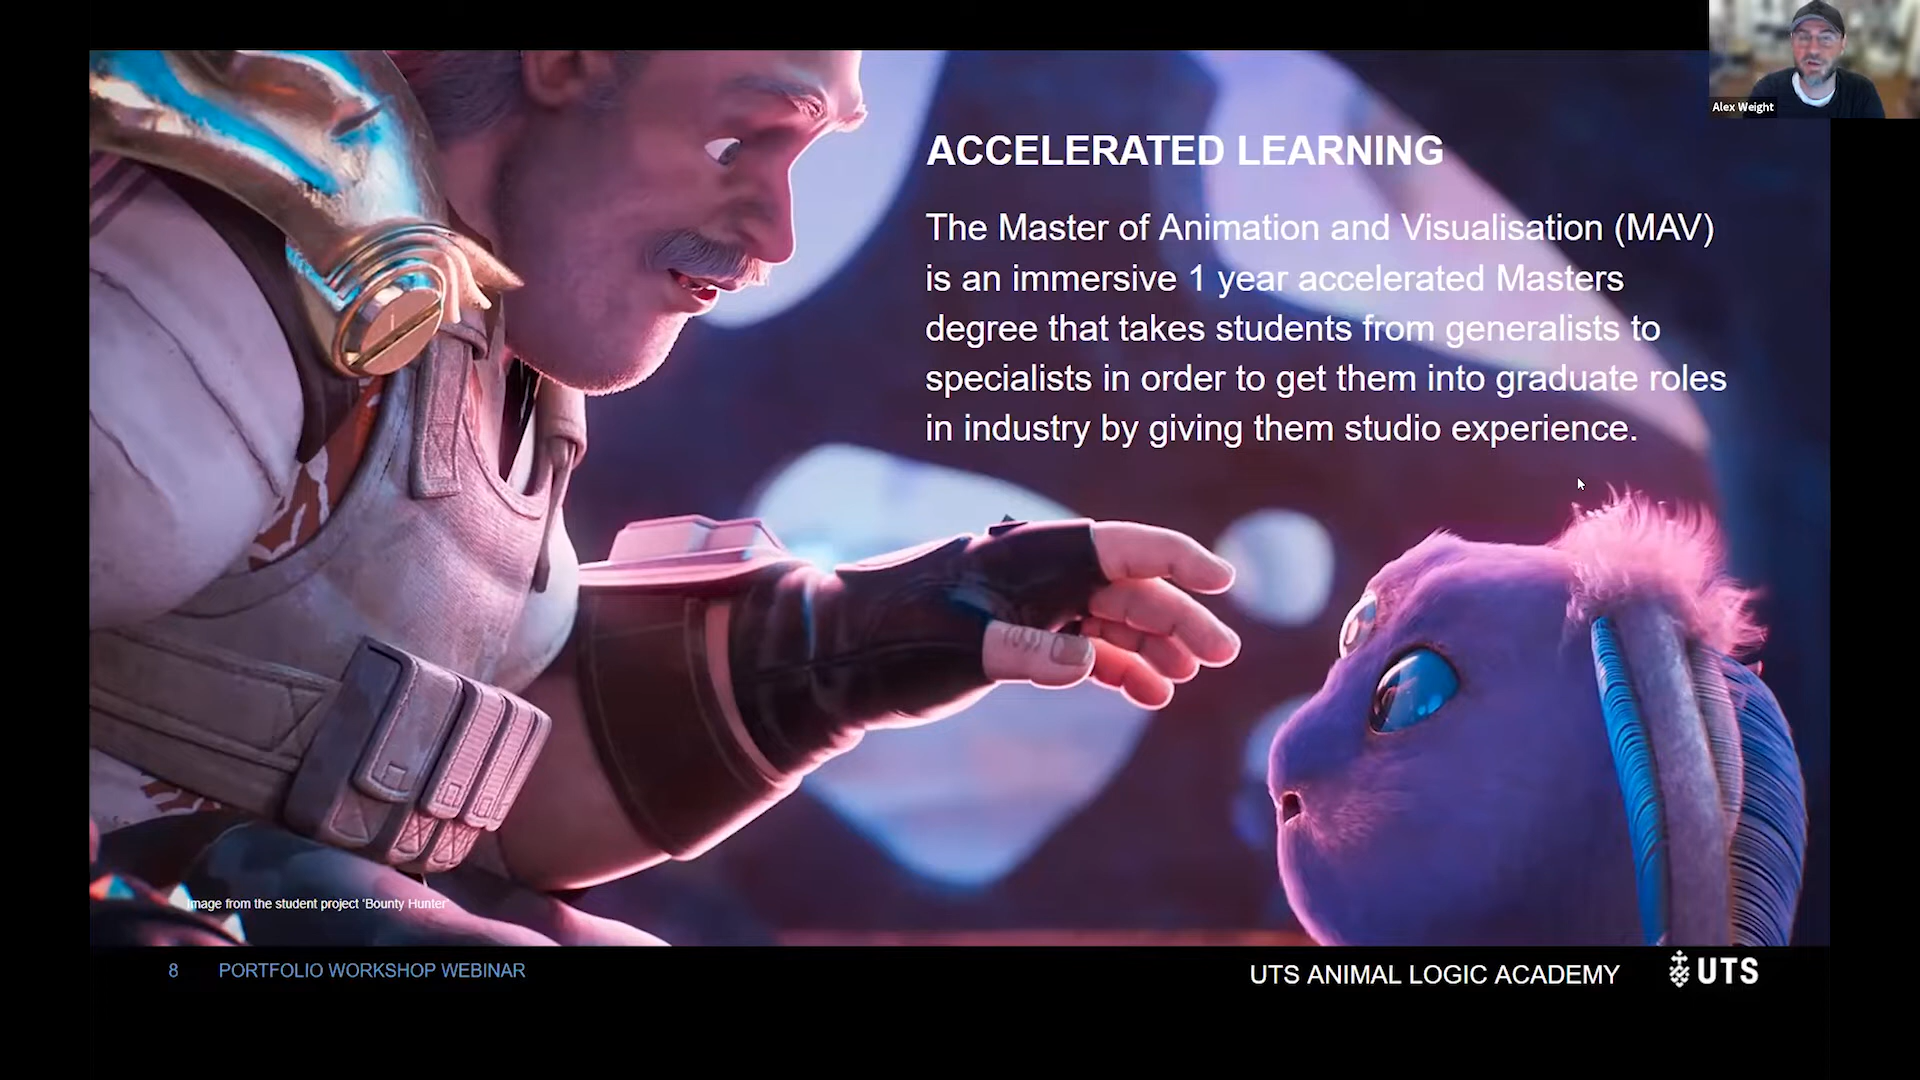 Alex Weight
ACCELERATED LEARNING
The Master of Animation and Visualisation (MAV)
is an immersive 1 year accelerated Masters
degree that takes students from generalists to
specialists in order to get them into graduate roles
in industry by giving them studio experience.
Image from the student project 'Bounty Hunter'
8 PORTFOLIO WORKSHOP WEBINAR
UTS ANIMAL LOGIC ACADEMY
UTS